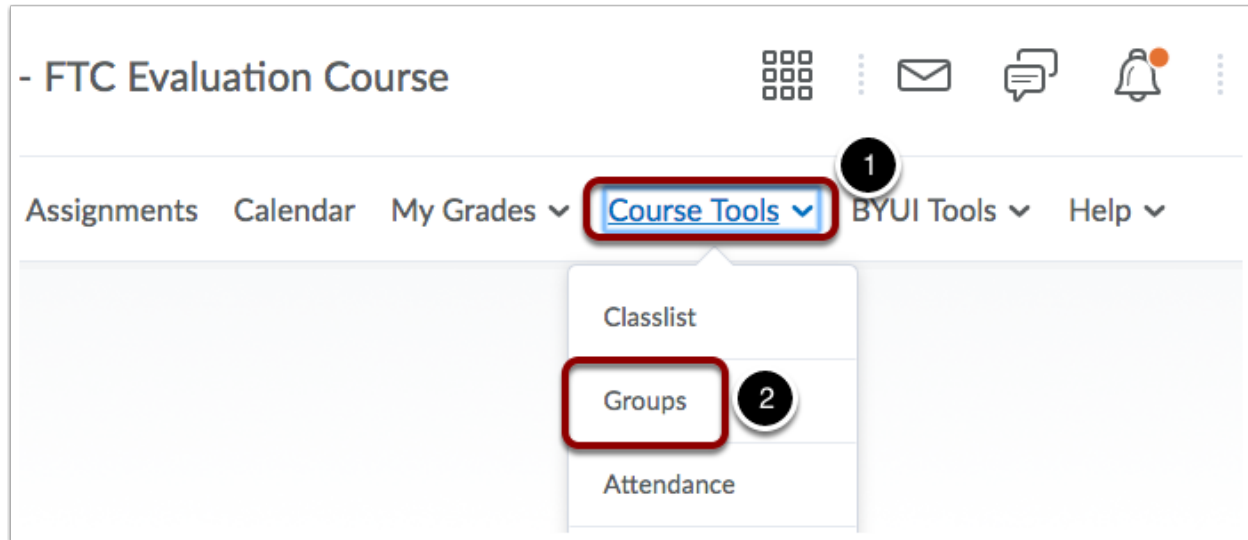 - FTC Evaluation Course
1
Assignments Calendar My Grades Course Tools BYUI Tools Help
Classlist
Groups 2
Attendance